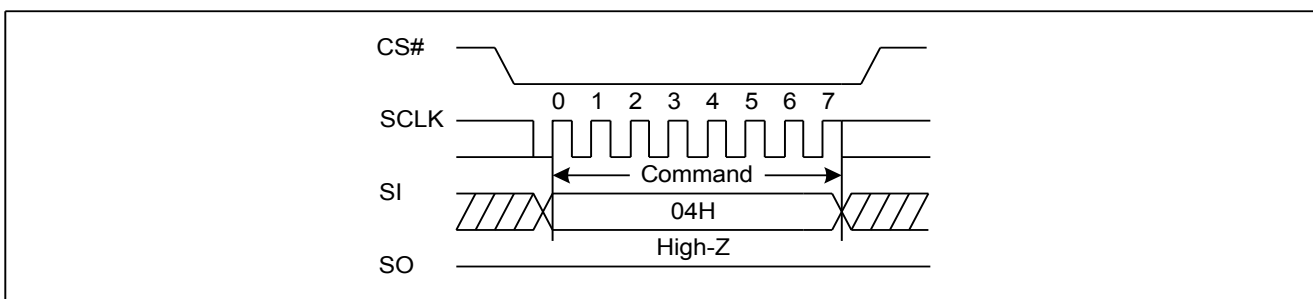 CS#
0 1 2 3 4 5 6 7
SCLK
Command
SI
04H
High-Z
SO